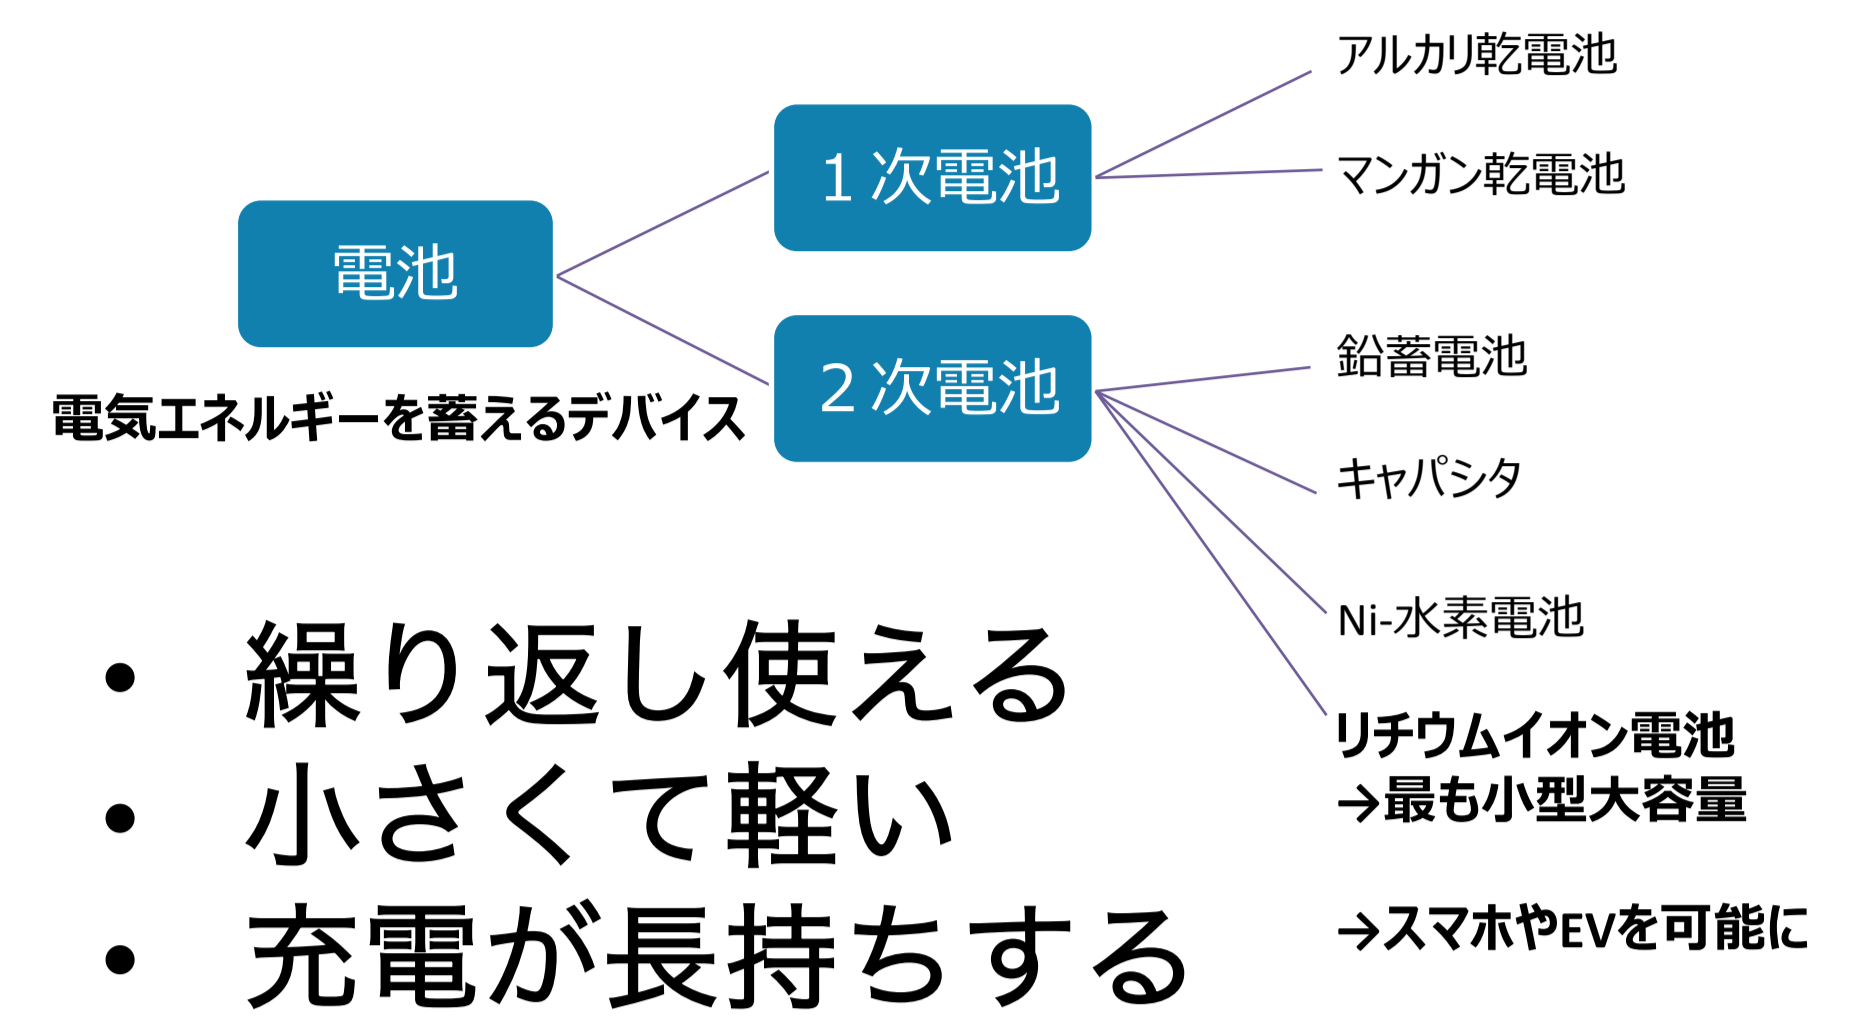 電池
電気エネルギーを蓄えるデバイス
１次電池
アルカリ乾電池
マンガン乾電池
２次電池
鉛蓄電池
キャパシタ
Ni-水素電池
リチウムイオン電池
→最も小型大容量
→スマホやEVを可能に
• 繰り返し使える
• 小さくて軽い
• 充電が長持ちする